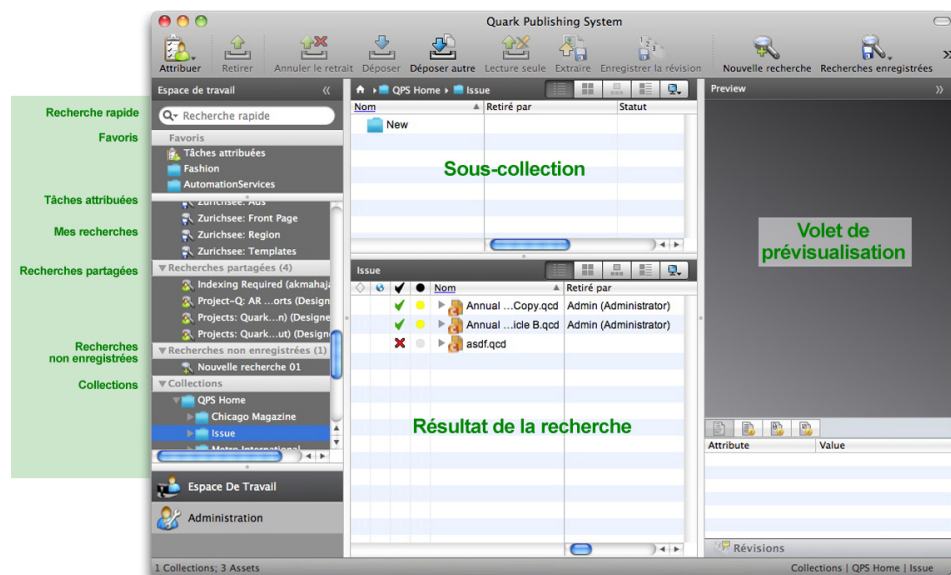 Quark Publishing System
Attribuer Retirer Annuler le retrait Déposer Déposer autre Lecture seule Extraire Enregistrer la révision Nouvelle recherche Recherches enregistrées
Espace de travail
QPS Home Issue
Preview
Recherche rapide
Recherche rapide
Nom Retiré par Statut
New
Favoris
Favoris
Tâches attribuées
Fashion
AutomationServices
Sous-collection
Tâches attribuées
Zurichsee: Ads
Zurichsee: Front Page
Mes recherches
Zurichsee: Region
Zurichsee: Templates
Volet de
prévisualisation
Recherches partagées
Recherches partagées (4)
Indexing Required (akmahaj
Project-Q: AR ...orts (Design
Projects: Quark...n) (Designe
Projects: Quark...ut) (Design
Issue
Nom Retiré par
Annual ...Copy.qcd Admin (Administrator)
Annual ...icle B.qcd Admin (Administrator)
asdf.qcd
Recherches
non enregistrées
Recherches non enregistrées (1)
Nouvelle recherche 01
Collections
Collections
QPS Home
Chicago Magazine
Issue
Metro International
Résultat de la recherche
Attribute Value
Espace De Travail
Administration
Révisions
1 Collections; 3 Assets
Collections | QPS Home | Issue